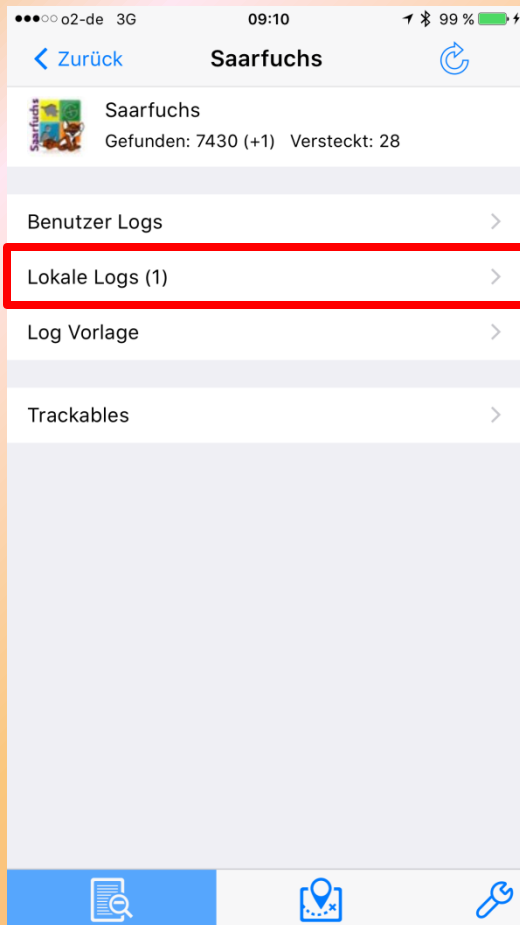 o2-de 3G 09:10 99 %
Zurück Saarfuchs
Saarfuchs
Saarfuchs
Gefunden: 7430 (+1) Versteckt: 28
Benutzer Logs
Lokale Logs (1)
Log Vorlage
Trackables